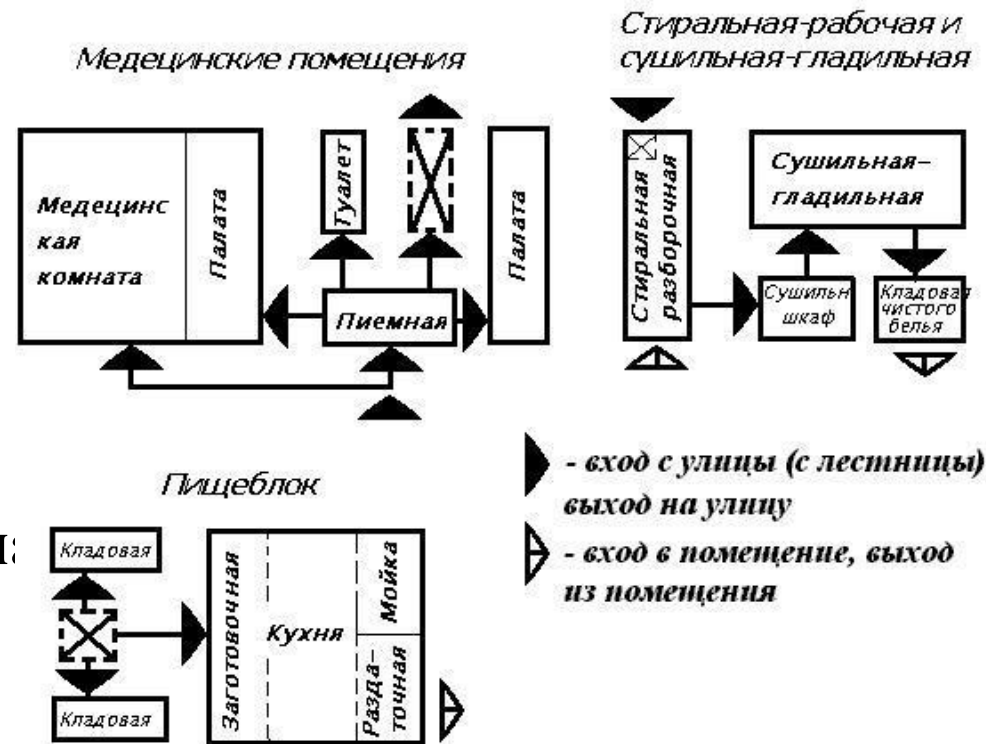 Медецинские помещения
Медецинс
кая
комната
Палата
Туалет
Пиемная
Палата
Стиральная-рабочая и
сушильная-гладильная
Стиральная
разборочная
Сушильная-
гладильная
Сушильн
шкаф
Кладовая
чистого
белья
Пищеблок
Кладовая
Кладовая
Заготовочная
Кухня
Мойка
Разда-
точная
- вход с улицы (с лестницы)
выход на улицу
- вход в помещение, выход
из помещения